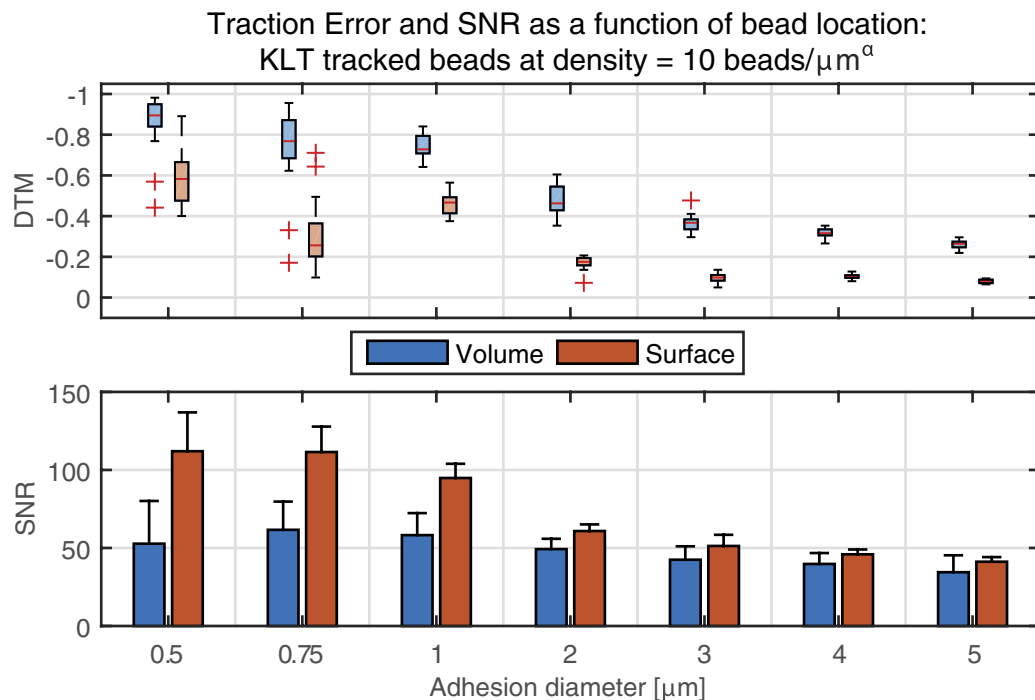 Traction Error and SNR as a function of bead location:
KLT tracked beads at density = 10 beads/μm^α
-1
-0.8
-0.6
-0.4
-0.2
0
DTM
Volume Surface
150
100
50
0
SNR
0.5 0.75 1 2 3 4 5
Adhesion diameter [μm]